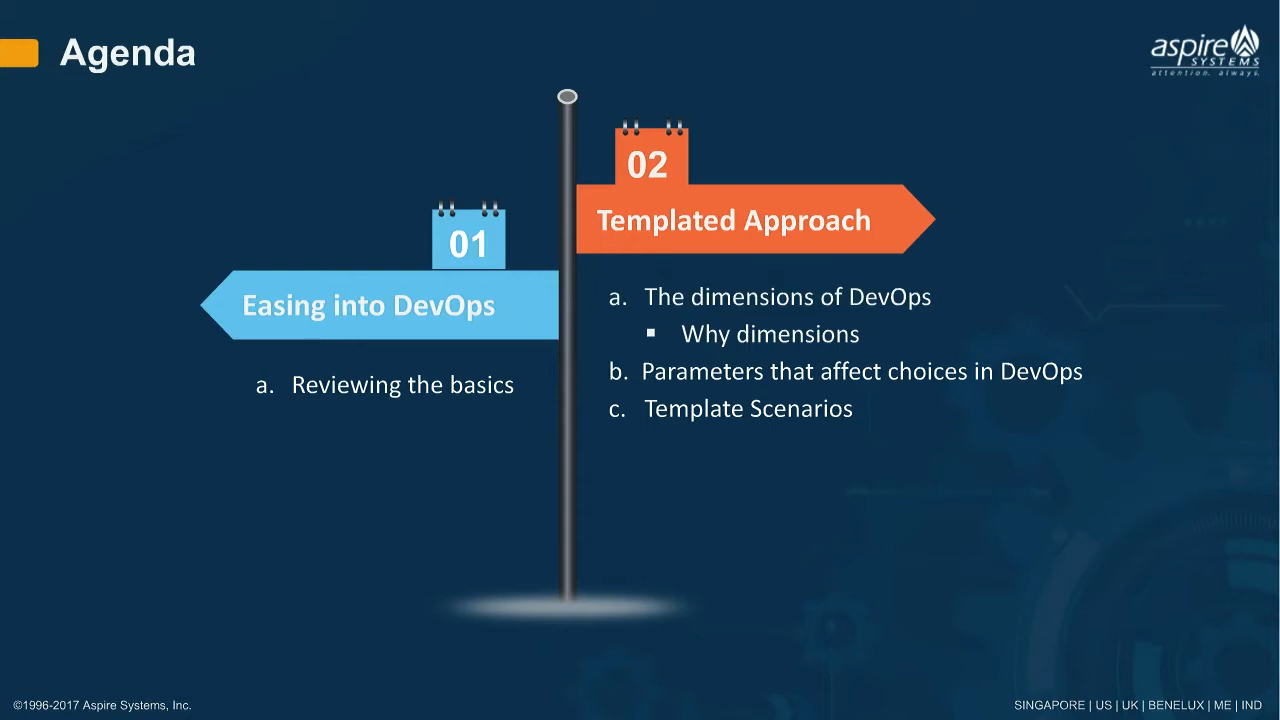 Agenda
aspire
SYSTEMS
attention. always.
01
Easing into DevOps
a. Reviewing the basics
02
Templated Approach
a. The dimensions of DevOps
▪ Why dimensions
b. Parameters that affect choices in DevOps
c. Template Scenarios
©1996-2017 Aspire Systems, Inc.
SINGAPORE | US | UK | BENELUX | ME | IND